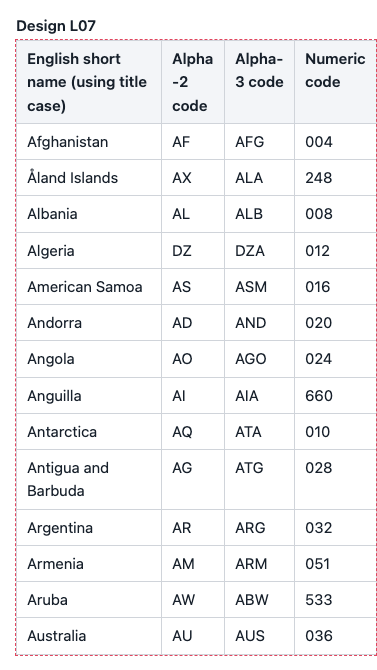 Design L07
English short name (using title case) Alpha-2 code Alpha-3 code Numeric code
Afghanistan AF AFG 004
Åland Islands AX ALA 248
Albania AL ALB 008
Algeria DZ DZA 012
American Samoa AS ASM 016
Andorra AD AND 020
Angola AO AGO 024
Anguilla AI AIA 660
Antarctica AQ ATA 010
Antigua and Barbuda AG ATG 028
Argentina AR ARG 032
Armenia AM ARM 051
Aruba AW ABW 533
Australia AU AUS 036